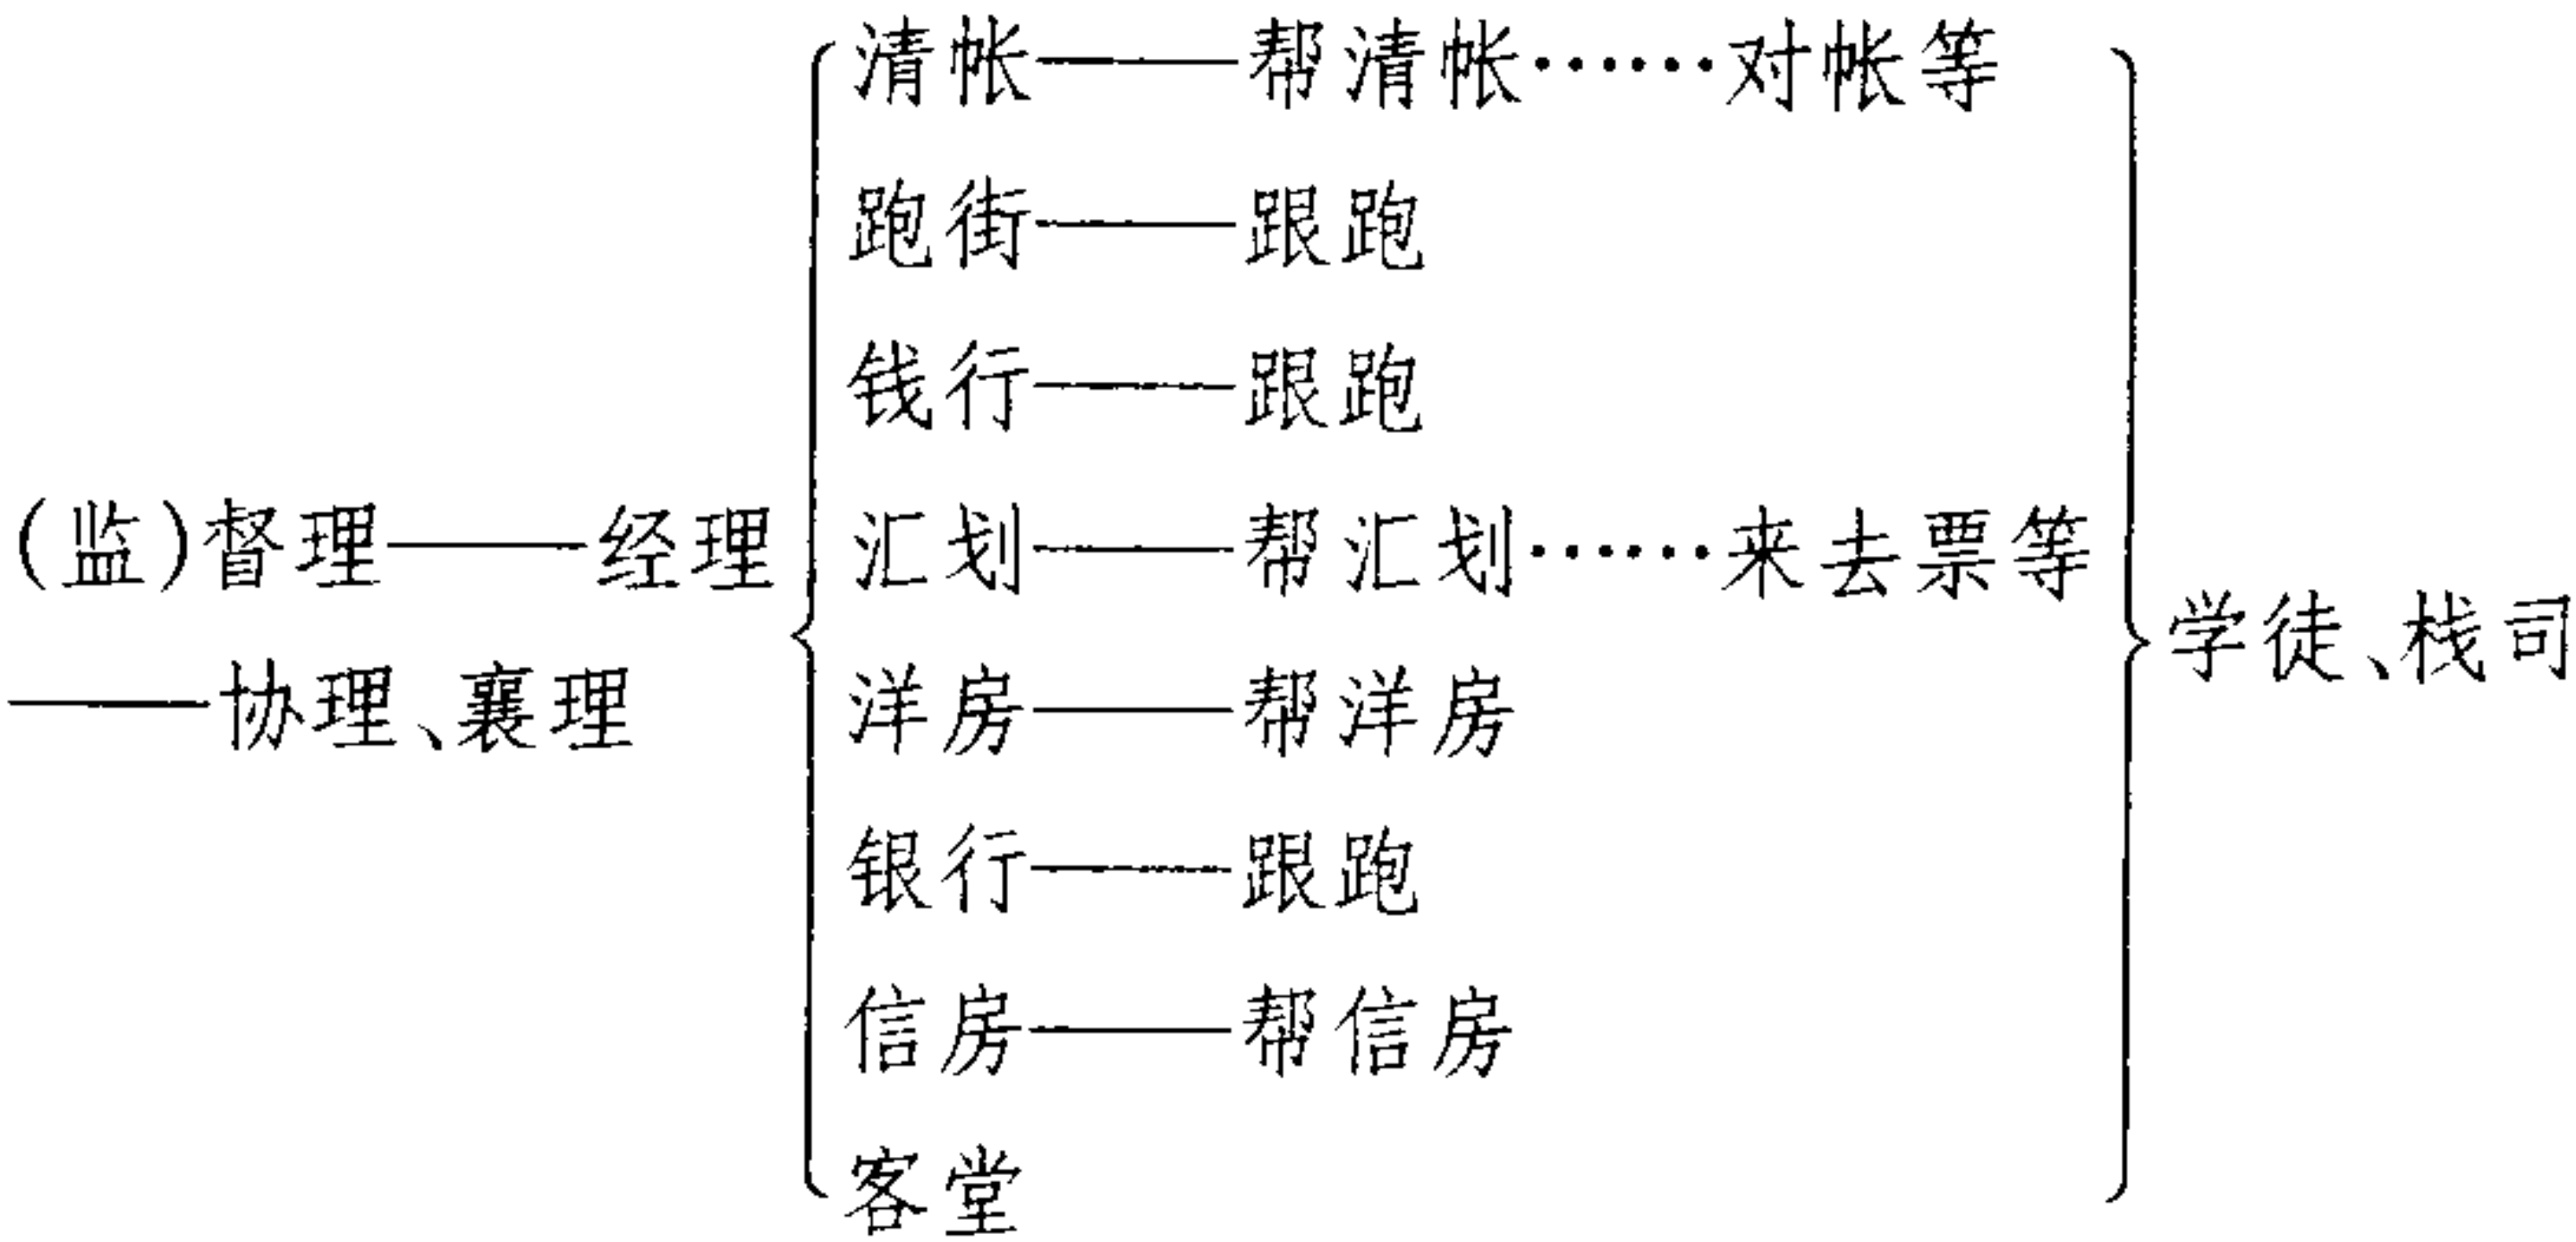 清帐——帮清帐……对帐等
跑街——跟跑
钱行——跟跑
(监)督理——经理
汇划——帮汇划……来去票等
学徒、栈司
——协理、襄理
洋房——帮洋房
银行——跟跑
信房——帮信房
客堂